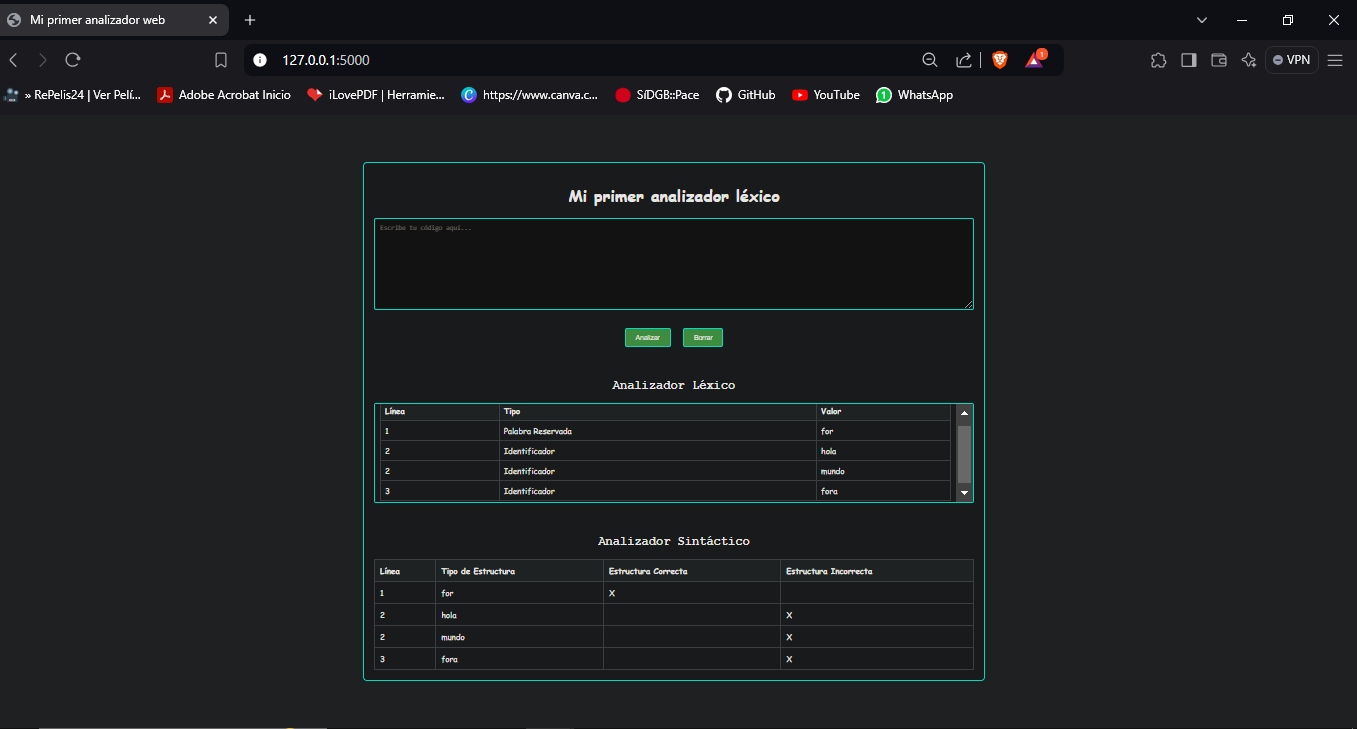 Mi primer analizador web
127.0.0.1:5000
1
VPN
» RePelis24 | Ver Pelí... Adobe Acrobat Inicio iLovePDF | Herramie... https://www.canva.c... SíDGB::Pace GitHub YouTube 1 WhatsApp
Mi primer analizador léxico
Escribe tu código aquí...
Analizar Borrar
Analizador Léxico
Línea Tipo Valor
1 Palabra Reservada for
2 Identificador hola
2 Identificador mundo
3 Identificador fora
Analizador Sintáctico
Línea Tipo de Estructura Estructura Correcta Estructura Incorrecta
1 for X
2 hola X
2 mundo X
3 fora X